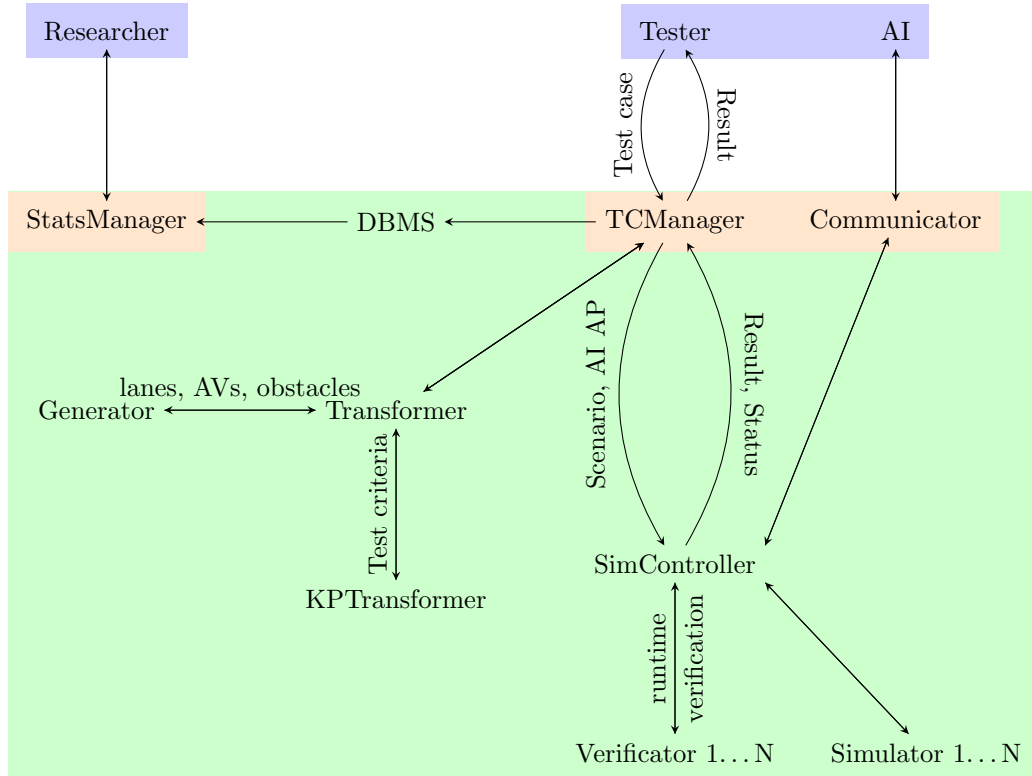 Researcher
Tester
AI
Test case
Result
StatsManager
DBMS
TCManager
Communicator
Scenario, AI AP
Result, Status
lanes, AVs, obstacles
Generator
Transformer
Test criteria
SimController
KPTransformer
runtime
verification
Verificator 1...N
Simulator 1...N